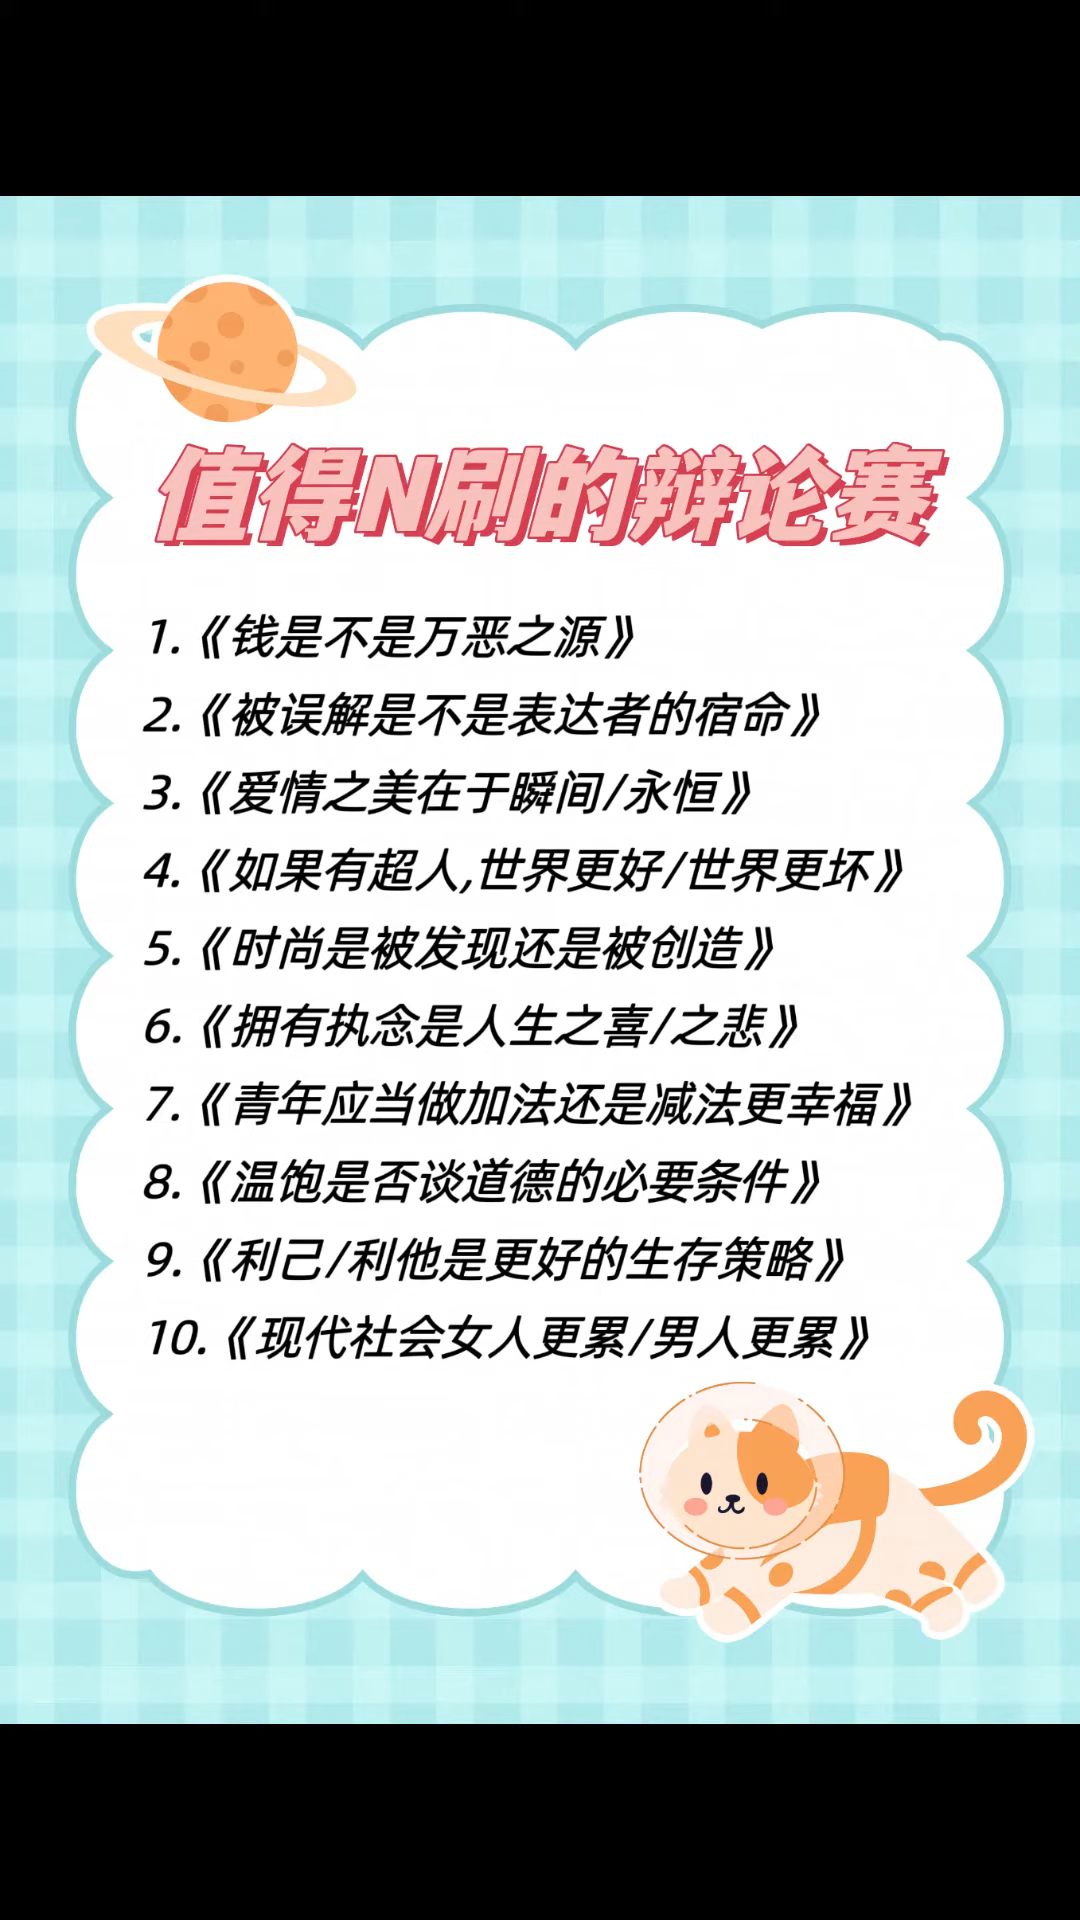 值得N刷的辩论赛
1.《钱是不是万恶之源》
2.《被误解是不是表达者的宿命》
3.《爱情之美在于瞬间/永恒》
4.《如果有超人,世界更好/世界更坏》
5.《时尚是被发现还是被创造》
6.《拥有执念是人生之喜/之悲》
7.《青年应当做加法还是减法更幸福》
8.《温饱是否谈道德的必要条件》
9.《利己/利他是更好的生存策略》
10.《现代社会女人更累/男人更累》